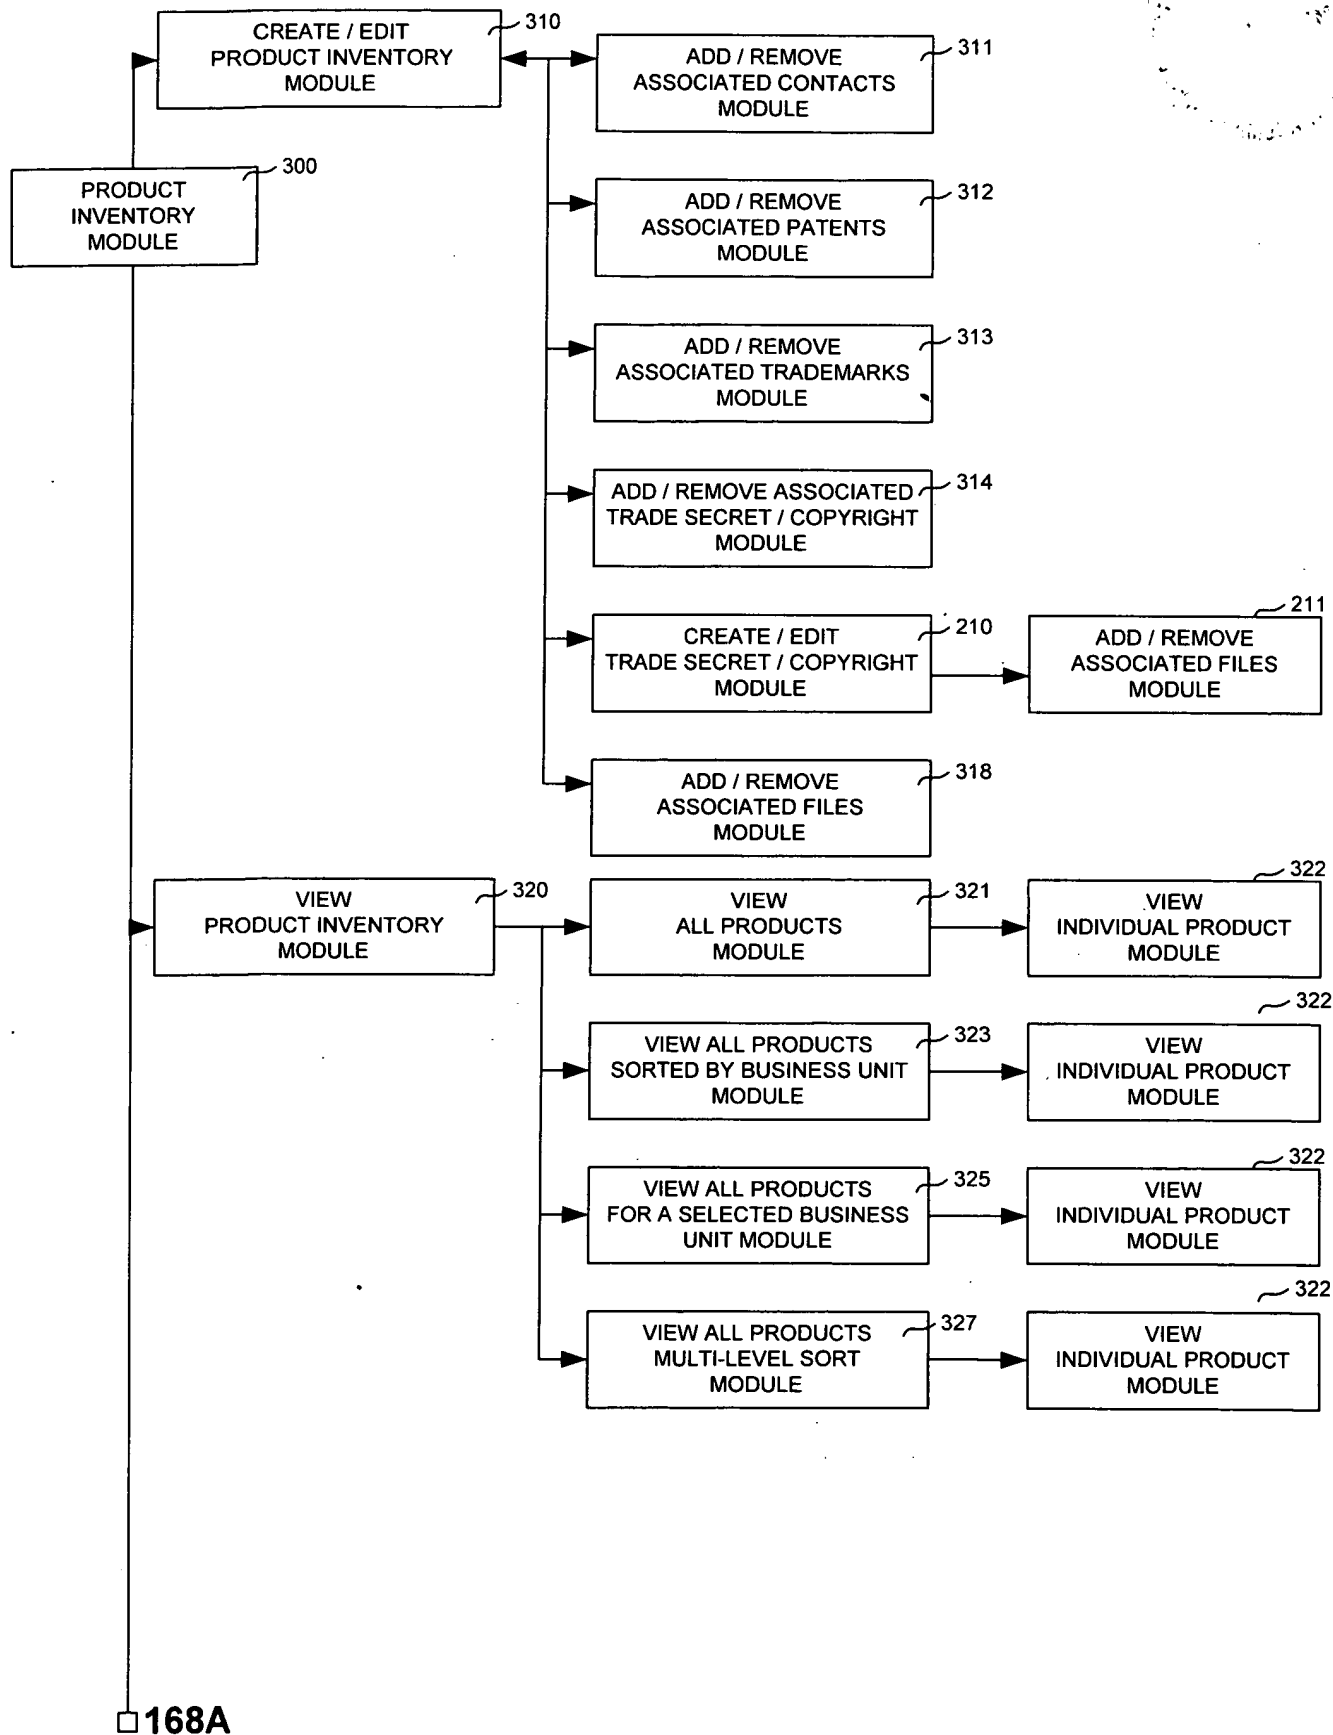 CREATE / EDIT
PRODUCT INVENTORY
MODULE
310
ADD / REMOVE
ASSOCIATED CONTACTS
MODULE
311
PRODUCT
INVENTORY
MODULE
300
ADD / REMOVE
ASSOCIATED PATENTS
MODULE
312
ADD / REMOVE
ASSOCIATED TRADEMARKS
MODULE
313
ADD / REMOVE ASSOCIATED
TRADE SECRET / COPYRIGHT
MODULE
314
CREATE / EDIT
TRADE SECRET / COPYRIGHT
MODULE
210
ADD / REMOVE
ASSOCIATED FILES
MODULE
211
ADD / REMOVE
ASSOCIATED FILES
MODULE
318
VIEW
PRODUCT INVENTORY
MODULE
320
VIEW
ALL PRODUCTS
MODULE
321
VIEW
INDIVIDUAL PRODUCT
MODULE
322
VIEW ALL PRODUCTS
SORTED BY BUSINESS UNIT
MODULE
323
VIEW
INDIVIDUAL PRODUCT
MODULE
322
VIEW ALL PRODUCTS
FOR A SELECTED BUSINESS
UNIT MODULE
325
VIEW
INDIVIDUAL PRODUCT
MODULE
322
VIEW ALL PRODUCTS
MULTI-LEVEL SORT
MODULE
327
VIEW
INDIVIDUAL PRODUCT
MODULE
322
168A